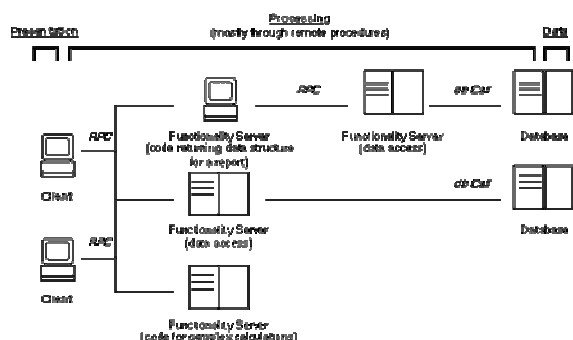 Presentation
Processing
(mostly through remote procedures)
Data
RPC
RPC
db Call
Functionality Server
(code returning data structure
for a report)
Functionality Server
(data access)
Database
Client
db Call
Functionality Server
(data access)
Database
RPC
Client
Functionality Server
(code for complex calculations)